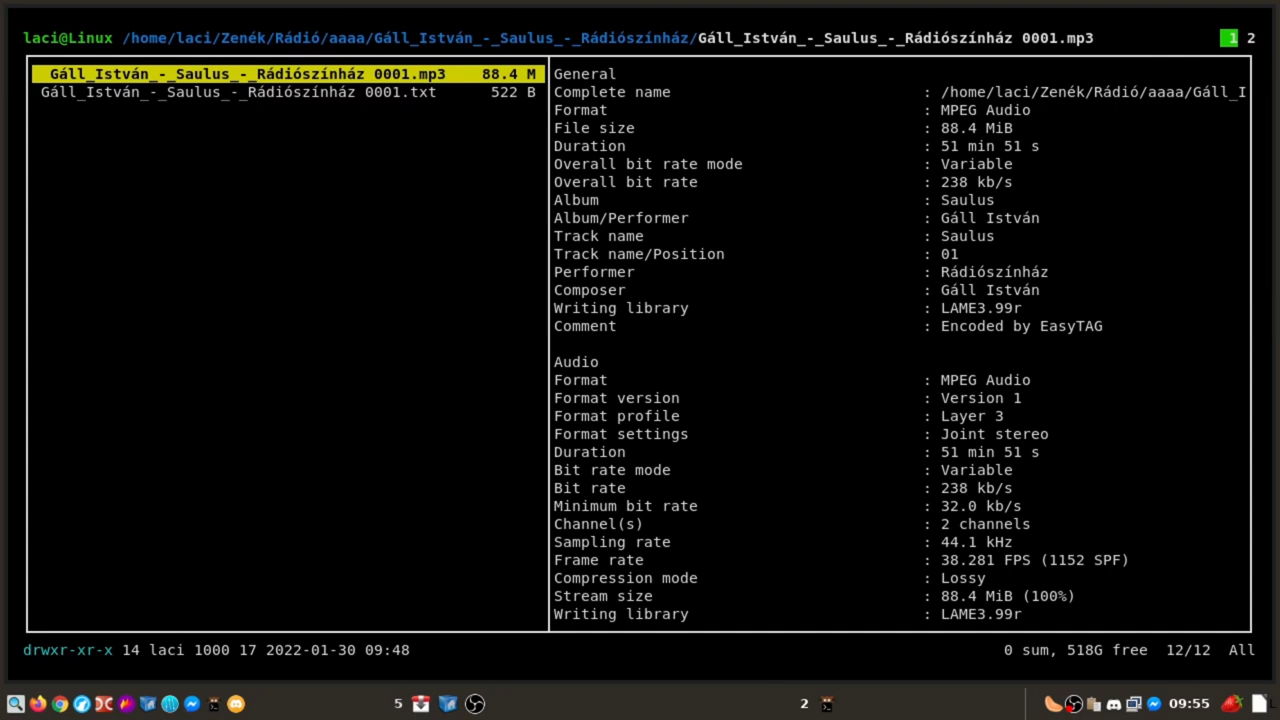 laci@Linux /home/laci/Zenék/Rádió/aaaa/Gáll_István_-_Saulus_-_Rádiószínház/Gáll_István_-_Saulus_-_Rádiószínház 0001.mp3 1 2
Gáll_István_-_Saulus_-_Rádiószínház 0001.mp3 88.4 M
Gáll_István_-_Saulus_-_Rádiószínház 0001.txt 522 B
General
Complete name : /home/laci/Zenék/Rádió/aaaa/Gáll_I
Format : MPEG Audio
File size : 88.4 MiB
Duration : 51 min 51 s
Overall bit rate mode : Variable
Overall bit rate : 238 kb/s
Album : Saulus
Album/Performer : Gáll István
Track name : Saulus
Track name/Position : 01
Performer : Rádiószínház
Composer : Gáll István
Writing library : LAME3.99r
Comment : Encoded by EasyTAG
Audio
Format : MPEG Audio
Format version : Version 1
Format profile : Layer 3
Format settings : Joint stereo
Duration : 51 min 51 s
Bit rate mode : Variable
Bit rate : 238 kb/s
Minimum bit rate : 32.0 kb/s
Channel(s) : 2 channels
Sampling rate : 44.1 kHz
Frame rate : 38.281 FPS (1152 SPF)
Compression mode : Lossy
Stream size : 88.4 MiB (100%)
Writing library : LAME3.99r
drwxr-xr-x 14 laci 1000 17 2022-01-30 09:48 0 sum, 518G free 12/12 All
5 2 09:55